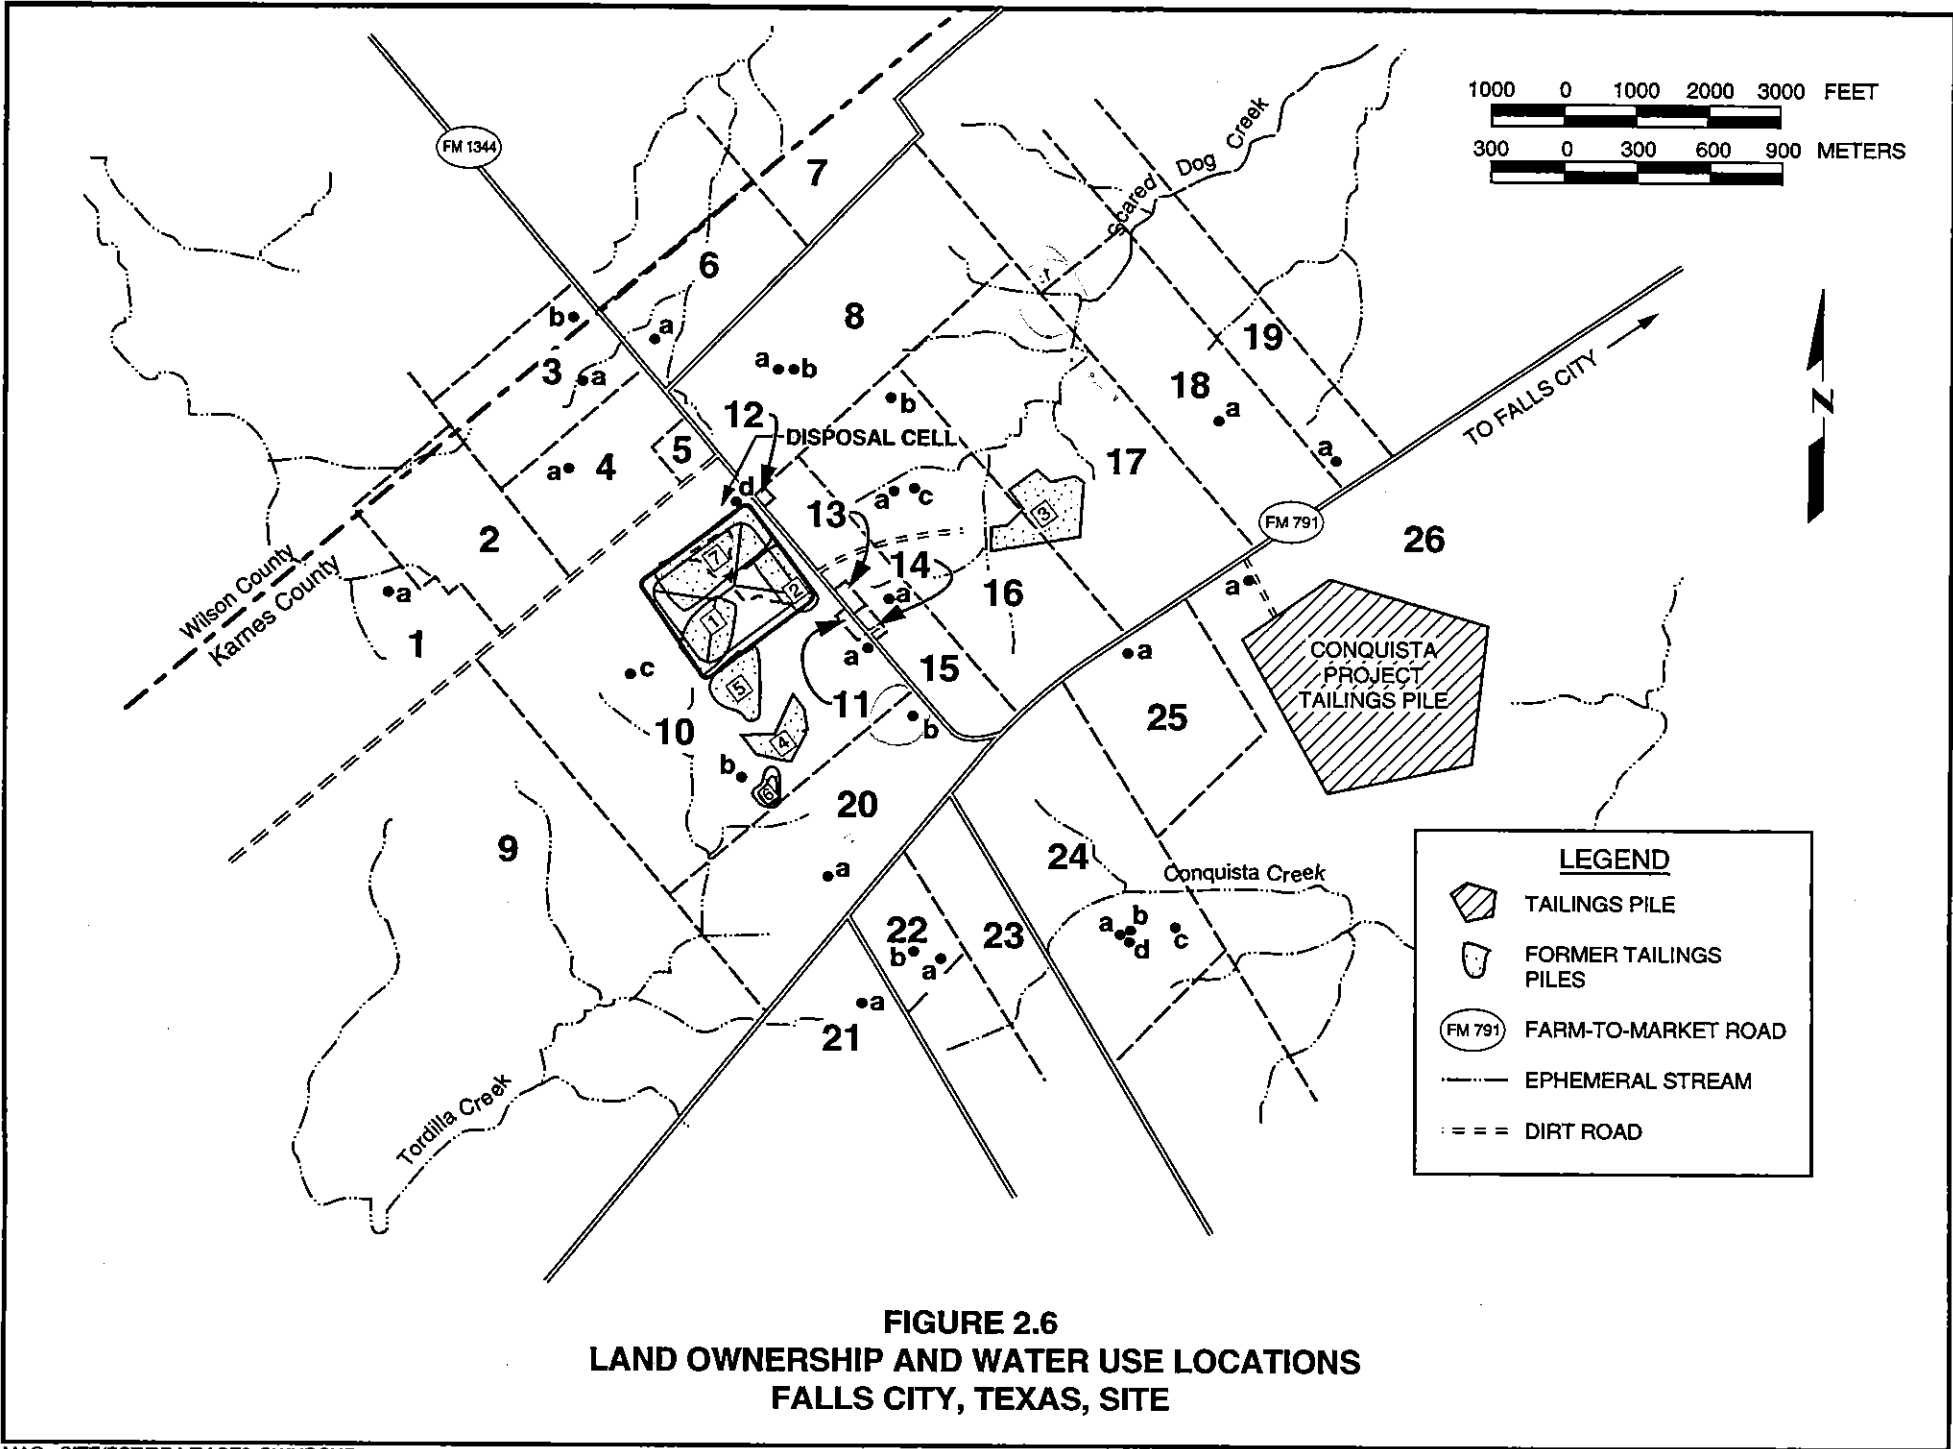 1000 0 1000 2000 3000 FEET
300 0 300 600 900 METERS
FM 1344
7
Scared Dog Creek
6
b
a
8
3
a
19
a b
18
a
b
12
TO FALLS CITY
N
DISPOSAL CELL
5
a 4
a
17
d
a c
13
3
FM 791
2
26
Wilson County
Karnes County
7
14
2
a
a
16
a
1
1
a
a
15
c
CONQUISTA
PROJECT
TAILINGS PILE
5
11
10
b
25
4
b
6
20
9
24
Conquista Creek
a
22
23
a b
d
c
b
a
a
21
Tordilla Creek
LEGEND
TAILINGS PILE
FORMER TAILINGS
PILES
FM 791 FARM-TO-MARKET ROAD
EPHEMERAL STREAM
DIRT ROAD
FIGURE 2.6
LAND OWNERSHIP AND WATER USE LOCATIONS
FALLS CITY, TEXAS, SITE